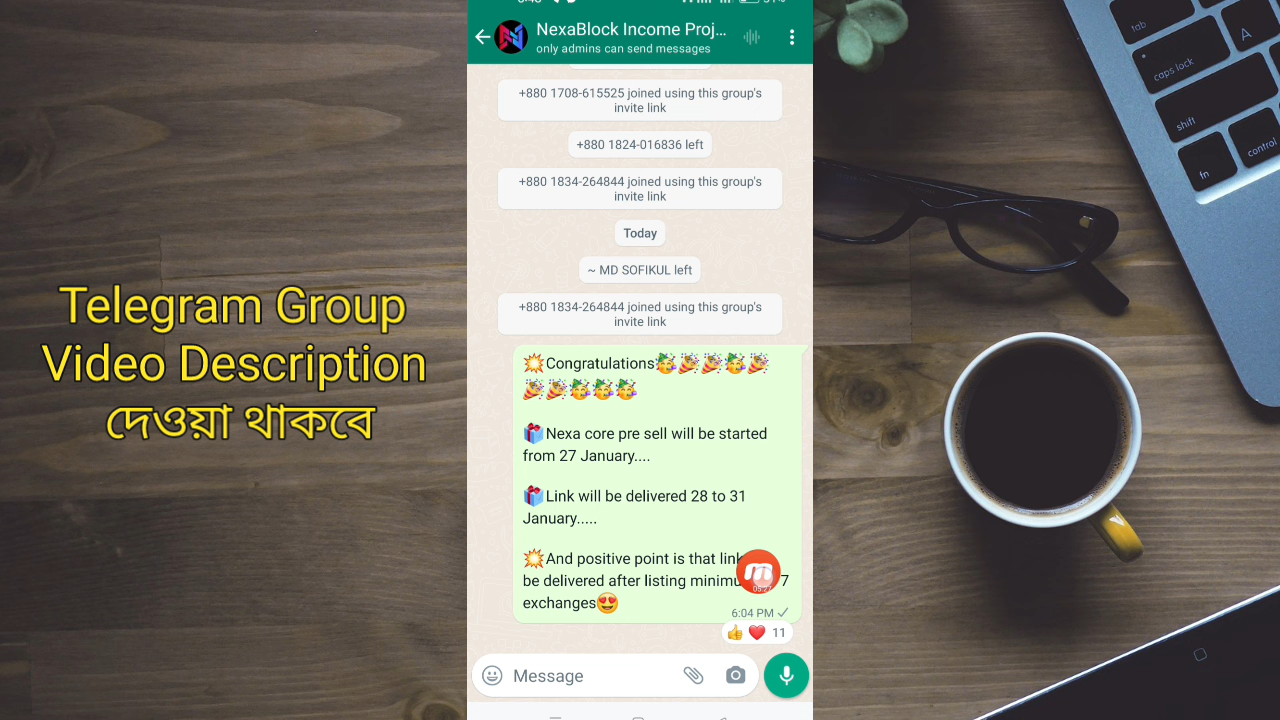 NexaBlock Income Proj...
only admins can send messages
+880 1708-615525 joined using this group's
invite link
+880 1824-016836 left
+880 1834-264844 joined using this group's
invite link
Today
~ MD SOFIKUL left
+880 1834-264844 joined using this group's
invite link
Telegram Group
Video Description
দেওয়া থাকবে
💥Congratulations🥳🎉🎉🥳🎉
🎉🎉🥳🥳🥳
🎁Nexa core pre sell will be started
from 27 January....
🎁Link will be delivered 28 to 31
January.....
💥And positive point is that link
be delivered after listing 7
exchanges😍
6:04 PM
👍❤️ 11
Message
tab
caps lock
A
shift
fn
control